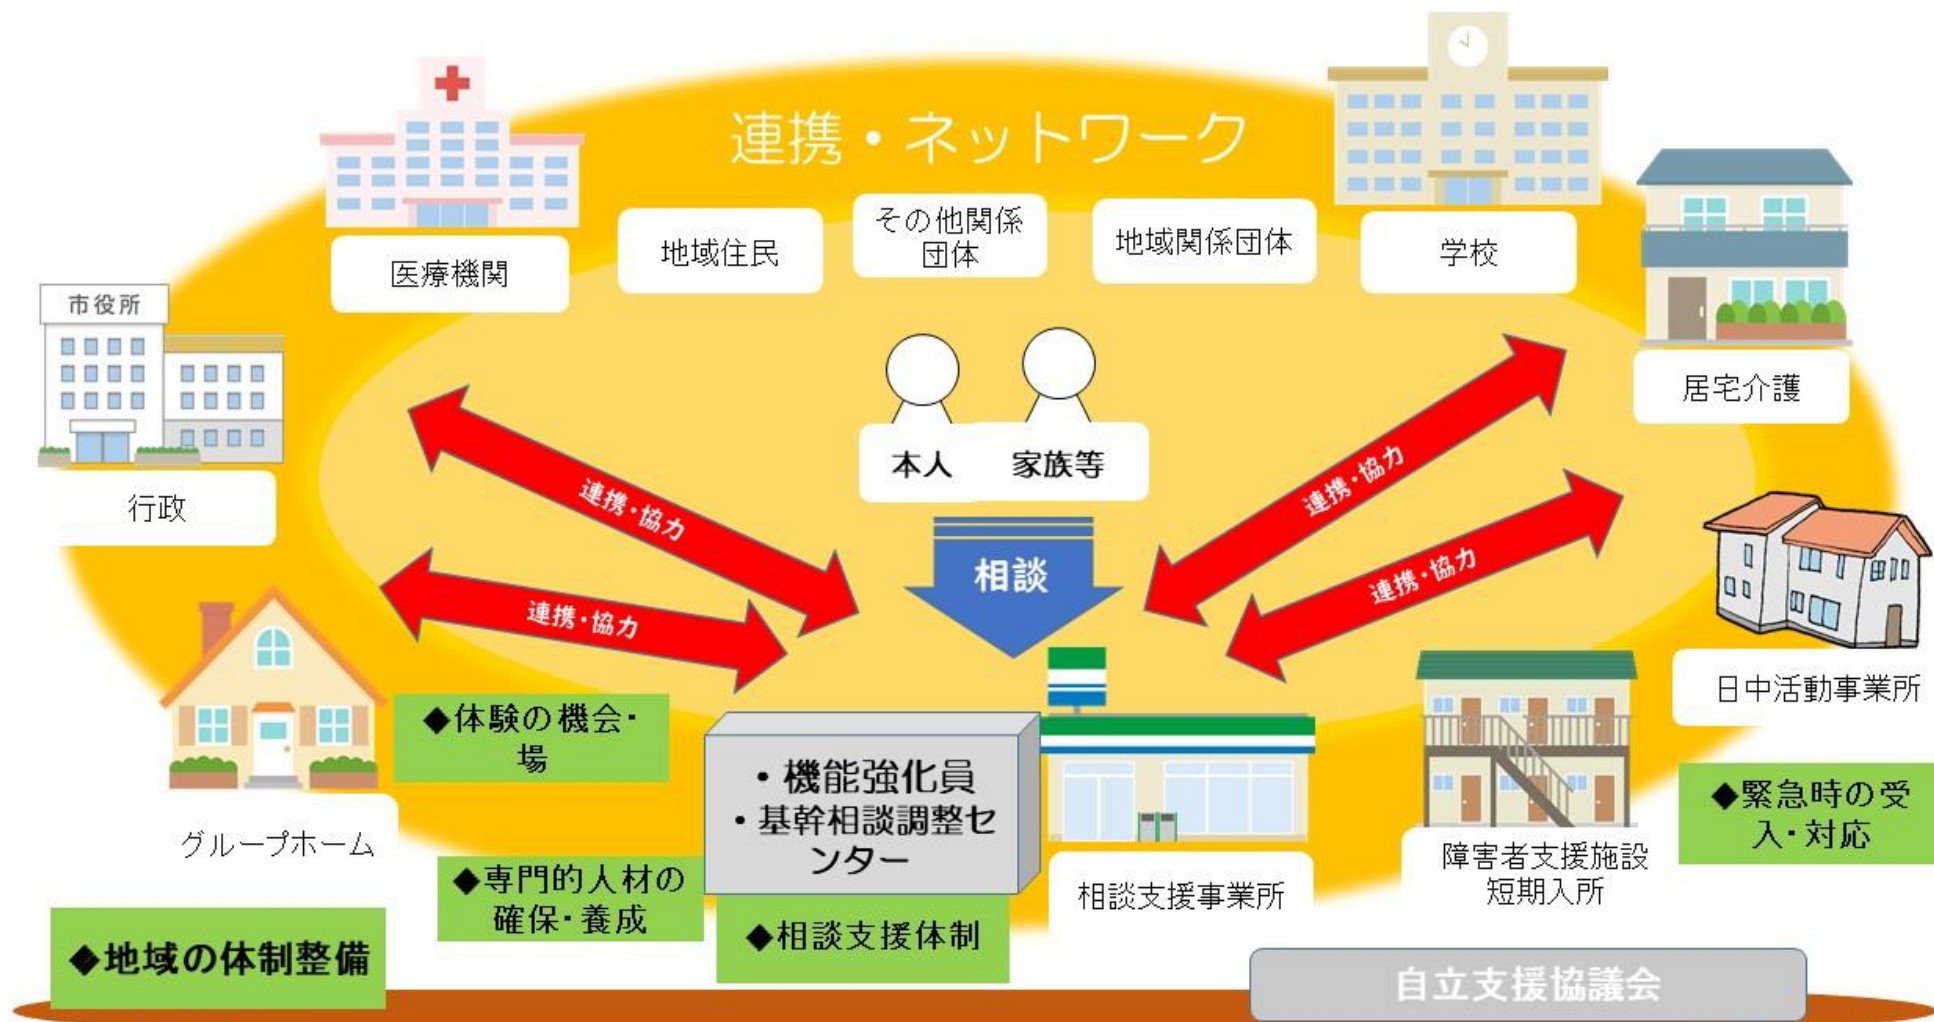 連携・ネットワーク
医療機関
地域住民
その他関係
団体
地域関係団体
学校
市役所
行政
居宅介護
本人
家族等
連携・協力
連携・協力
連携・協力
連携・協力
相談
日中活動事業所
グループホーム
◆体験の機会・
場
・機能強化員
・基幹相談調整セ
ンター
◆緊急時の受
入・対応
障害者支援施設
短期入所
相談支援事業所
◆専門的人材の
確保・養成
◆相談支援体制
◆地域の体制整備
自立支援協議会